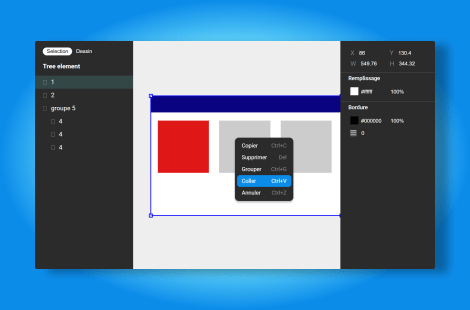 Selection Dessin
Tree element
1
2
groupe 5
4
4
4
Copier Ctrl+C
Supprimer Del
Grouper Ctrl+G
Coller Ctrl+V
Annuler Ctrl+Z
X 86 Y 130.4
W 549.76 H 344.32
Remplissage
#ffffff 100%
Bordure
#000000 100%
0